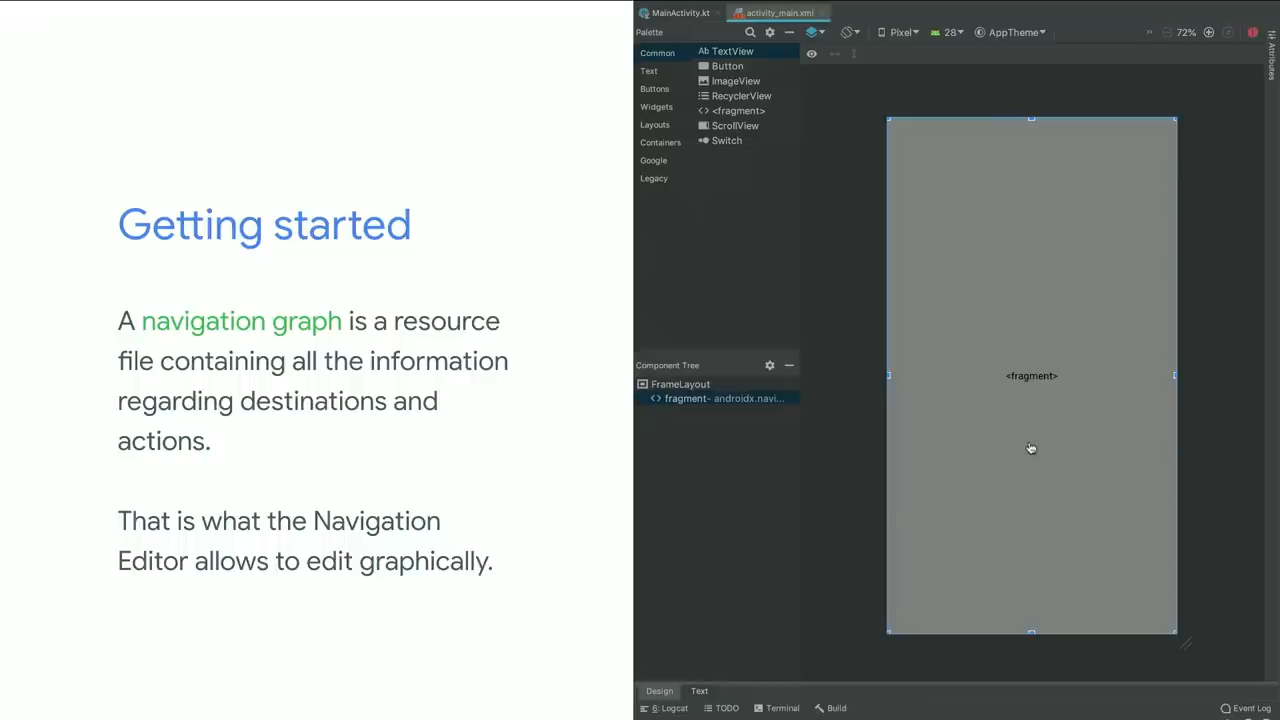 Getting started
A navigation graph is a resource
file containing all the information
regarding destinations and
actions.
That is what the Navigation
Editor allows to edit graphically.
MainActivity.kt
activity_main.xml
Palette
Pixel
28
AppTheme
72%
Attributes
Common
Text
Buttons
Widgets
Layouts
Containers
Google
Legacy
Ab TextView
Button
ImageView
RecyclerView
<> <fragment>
ScrollView
Switch
<fragment>
Component Tree
FrameLayout
<> fragment- androidx.navi...
Design Text
6: Logcat TODO Terminal Build Event Log